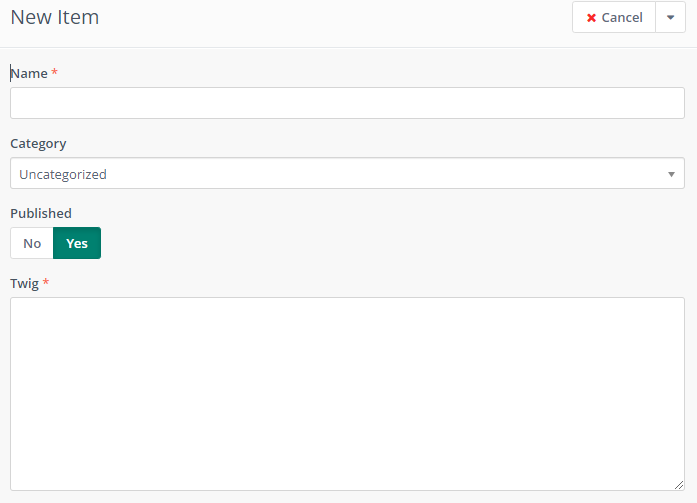 New Item
Cancel
Name *
Category
Uncategorized
Published
No Yes
Twig *